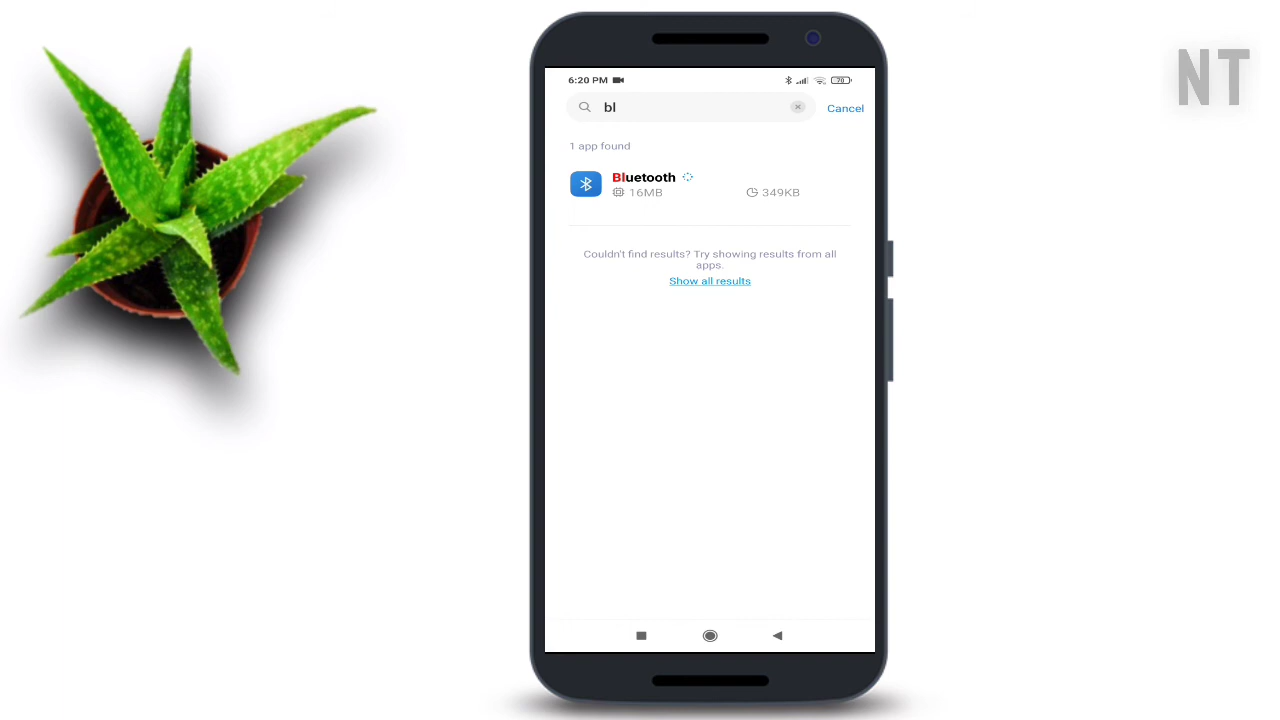 NT
6:20 PM 70
bl Cancel
1 app found
Bluetooth
16MB 349KB
Couldn't find results? Try showing results from all
apps.
Show all results